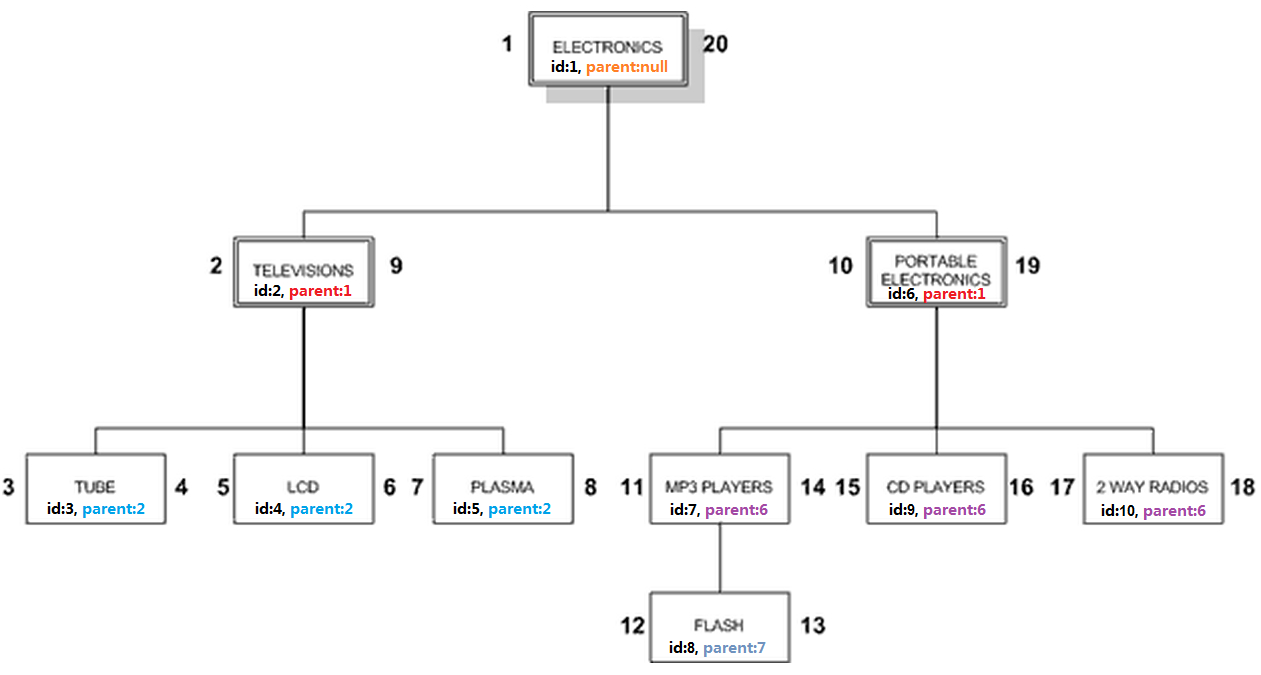 1 ELECTRONICS 20
id:1, parent:null
2 TELEVISIONS 9
id:2, parent:1
10 PORTABLE 19
ELECTRONICS
id:6, parent:1
3 TUBE 4
id:3, parent:2
5 LCD 6
id:4, parent:2
7 PLASMA 8
id:5, parent:2
11 MP3 PLAYERS 14
id:7, parent:6
15 CD PLAYERS 16
id:9, parent:6
17 2 WAY RADIOS 18
id:10, parent:6
12 FLASH 13
id:8, parent:7